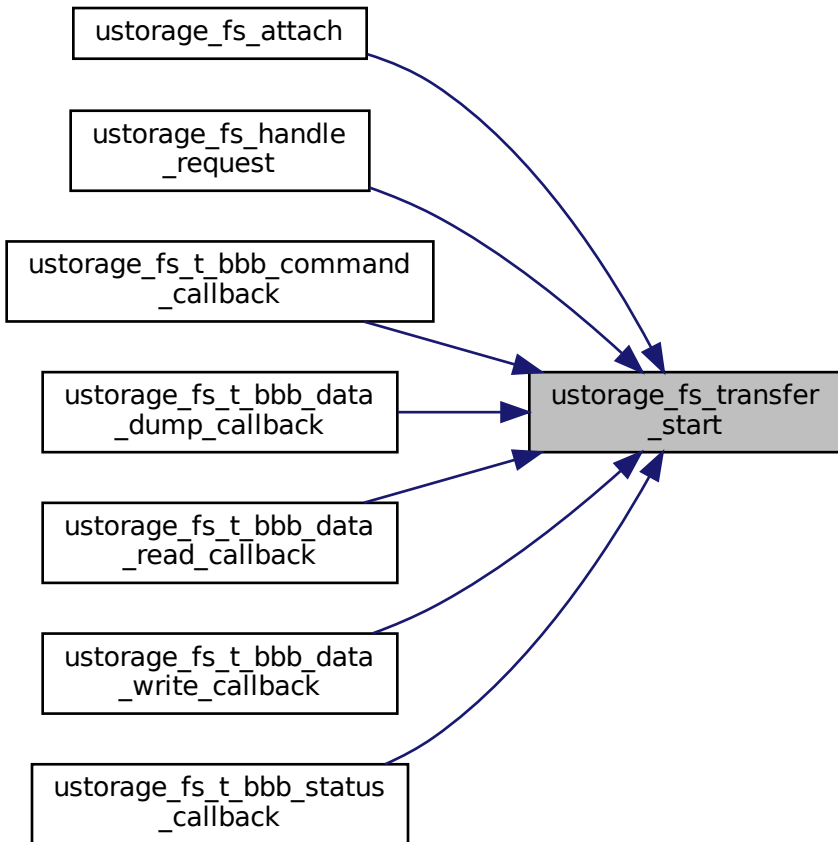 ustorage_fs_attach
ustorage_fs_handle
_request
ustorage_fs_t_bbb_command
_callback
ustorage_fs_t_bbb_data
_dump_callback
ustorage_fs_transfer
_start
ustorage_fs_t_bbb_data
_read_callback
ustorage_fs_t_bbb_data
_write_callback
ustorage_fs_t_bbb_status
_callback